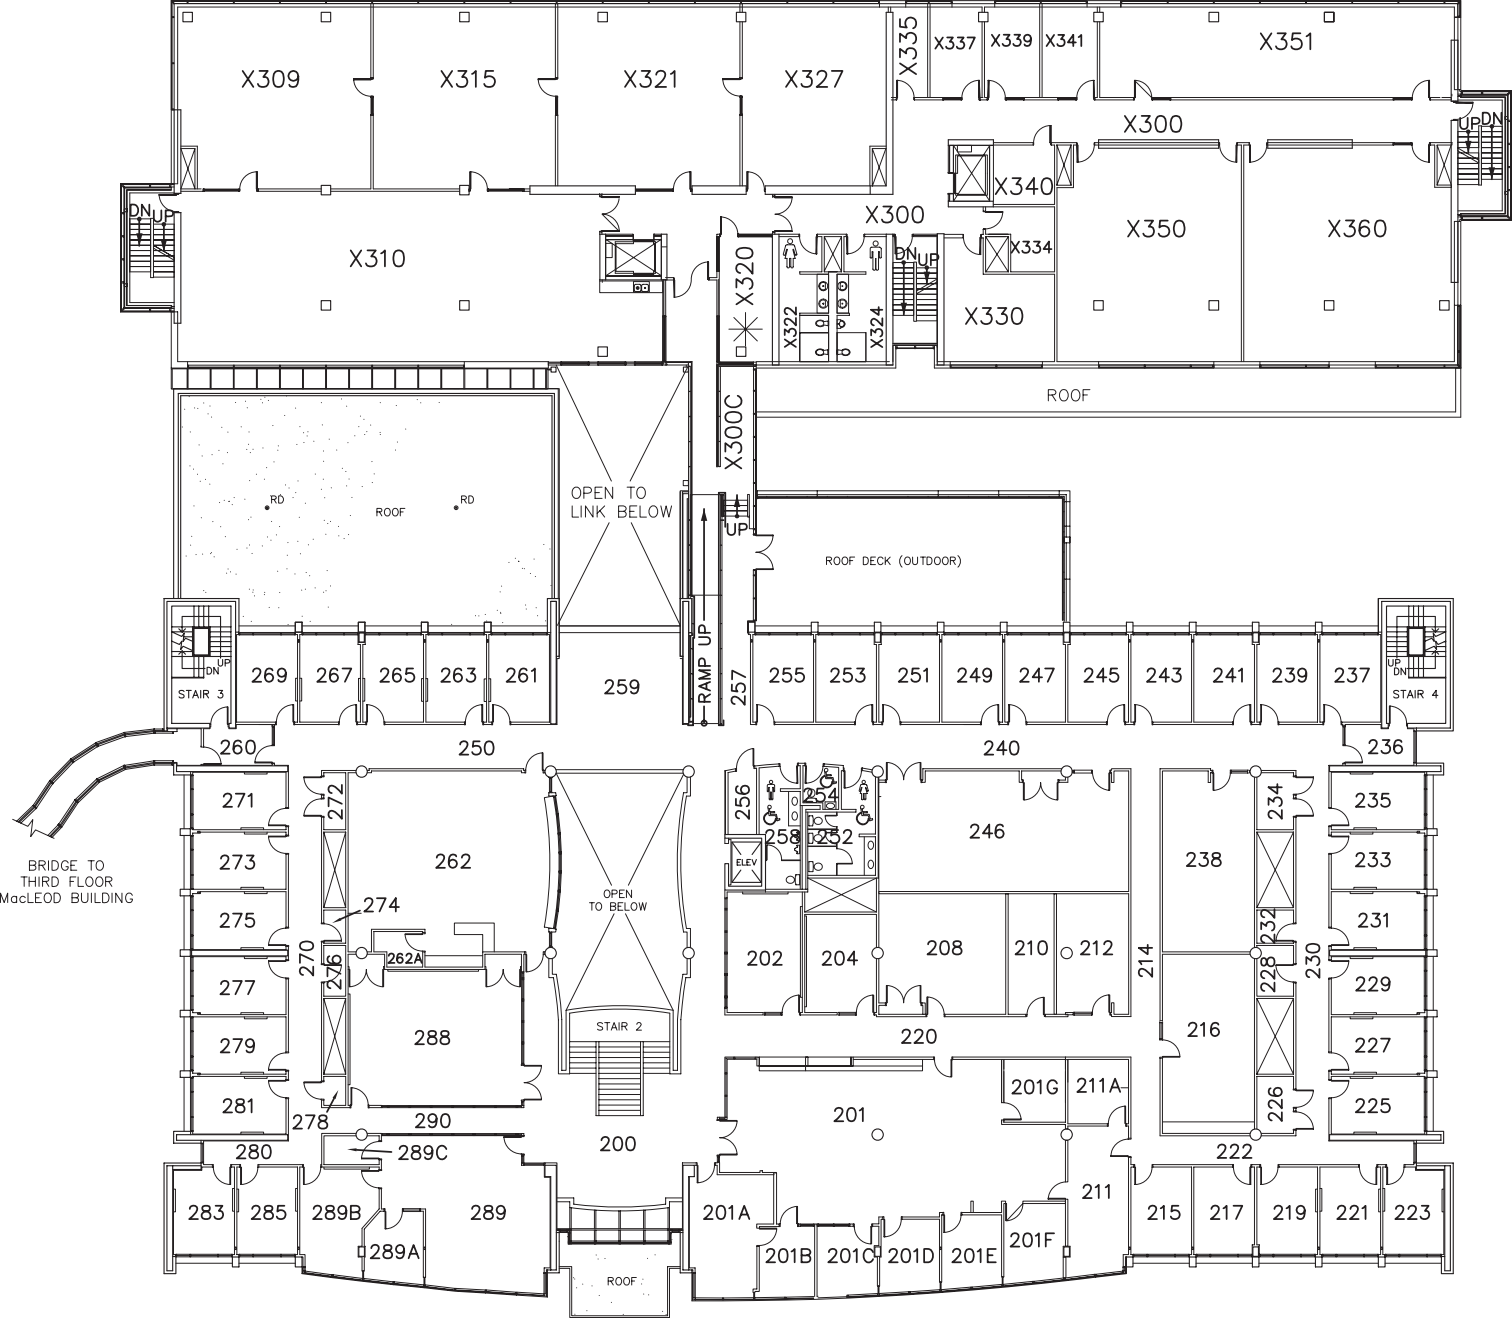 X309
X315
X321
X327
X335
X337
X339
X341
X351
X300
UP
DN
X340
X300
X350
X360
DN
UP
X310
X320
X322
X324
DN
UP
X334
X330
ROOF
X300C
RD
RD
ROOF
OPEN TO
LINK BELOW
UP
ROOF DECK (OUTDOOR)
UP
DN
STAIR 3
269
267
265
263
261
259
RAMP UP
257
255
253
251
249
247
245
243
241
239
237
UP
DN
STAIR 4
260
250
240
236
BRIDGE TO
THIRD FLOOR
MacLEOD BUILDING
271
272
273
262
274
275
270
276
262A
277
279
288
278
281
290
OPEN
TO BELOW
STAIR 2
256
258
254
252
ELEV
246
202
204
208
210
212
214
238
234
235
233
232
231
228
230
229
216
227
226
225
220
201
201G
211A
200
222
280
289C
283
285
289B
289A
289
201A
201B
201C
201D
201E
201F
211
215
217
219
221
223
ROOF